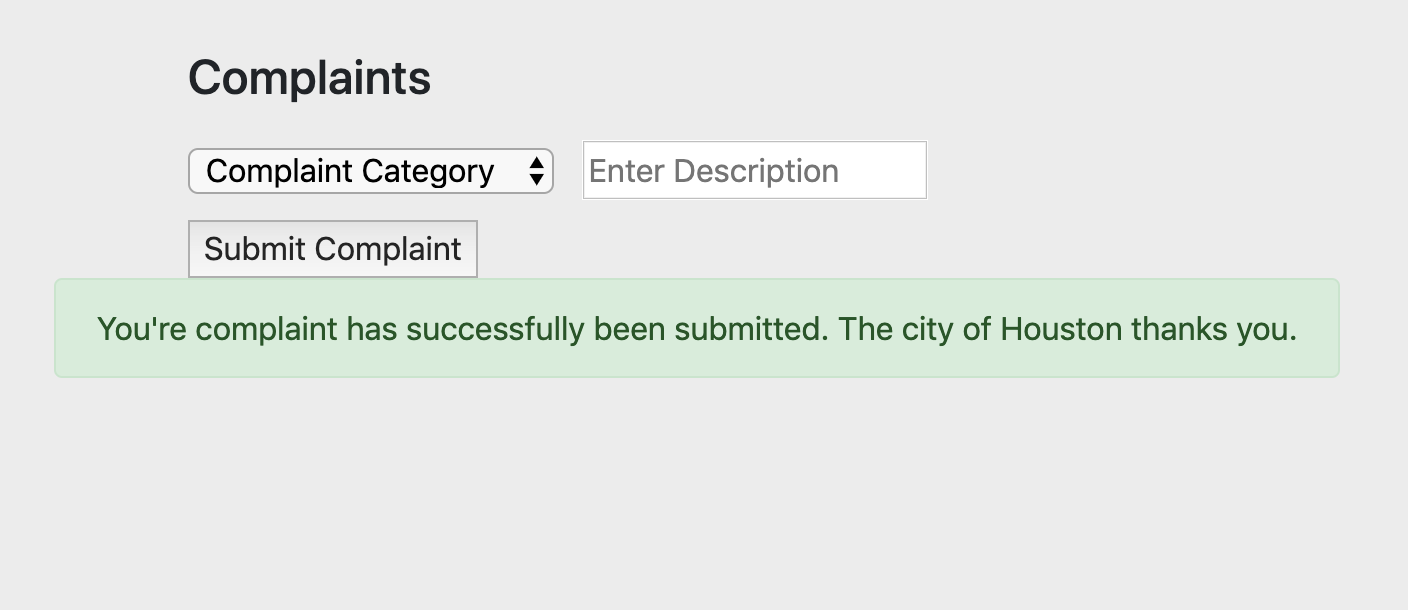 Complaints
Complaint Category Enter Description
Submit Complaint
You're complaint has successfully been submitted. The city of Houston thanks you.